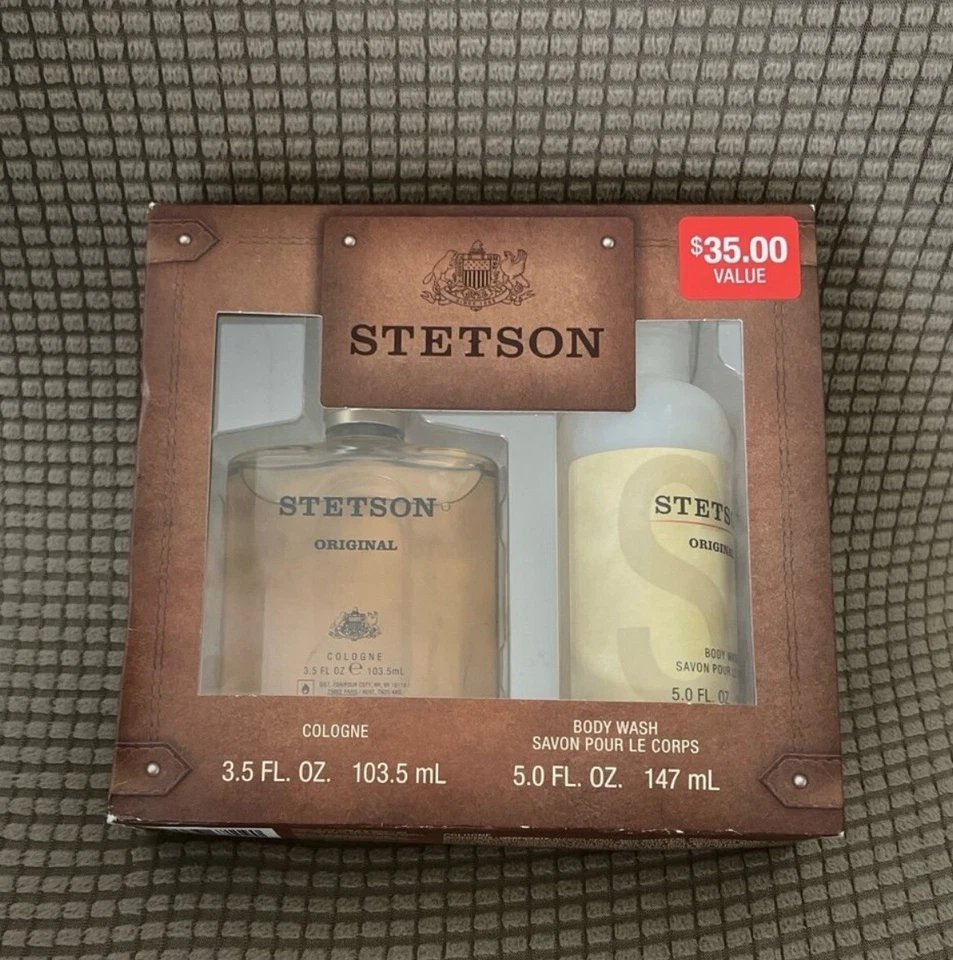 $35.00
VALUE
STETSON
STETSON
ORIGINAL
COLOGNE
3.5 FL OZ e 103.5mL
STETS
ORIGINA
BODY
SAVON POUR
5.0 FL. OZ
COLOGNE
3.5 FL. OZ. 103.5 mL
BODY WASH
SAVON POUR LE CORPS
5.0 FL. OZ. 147 mL